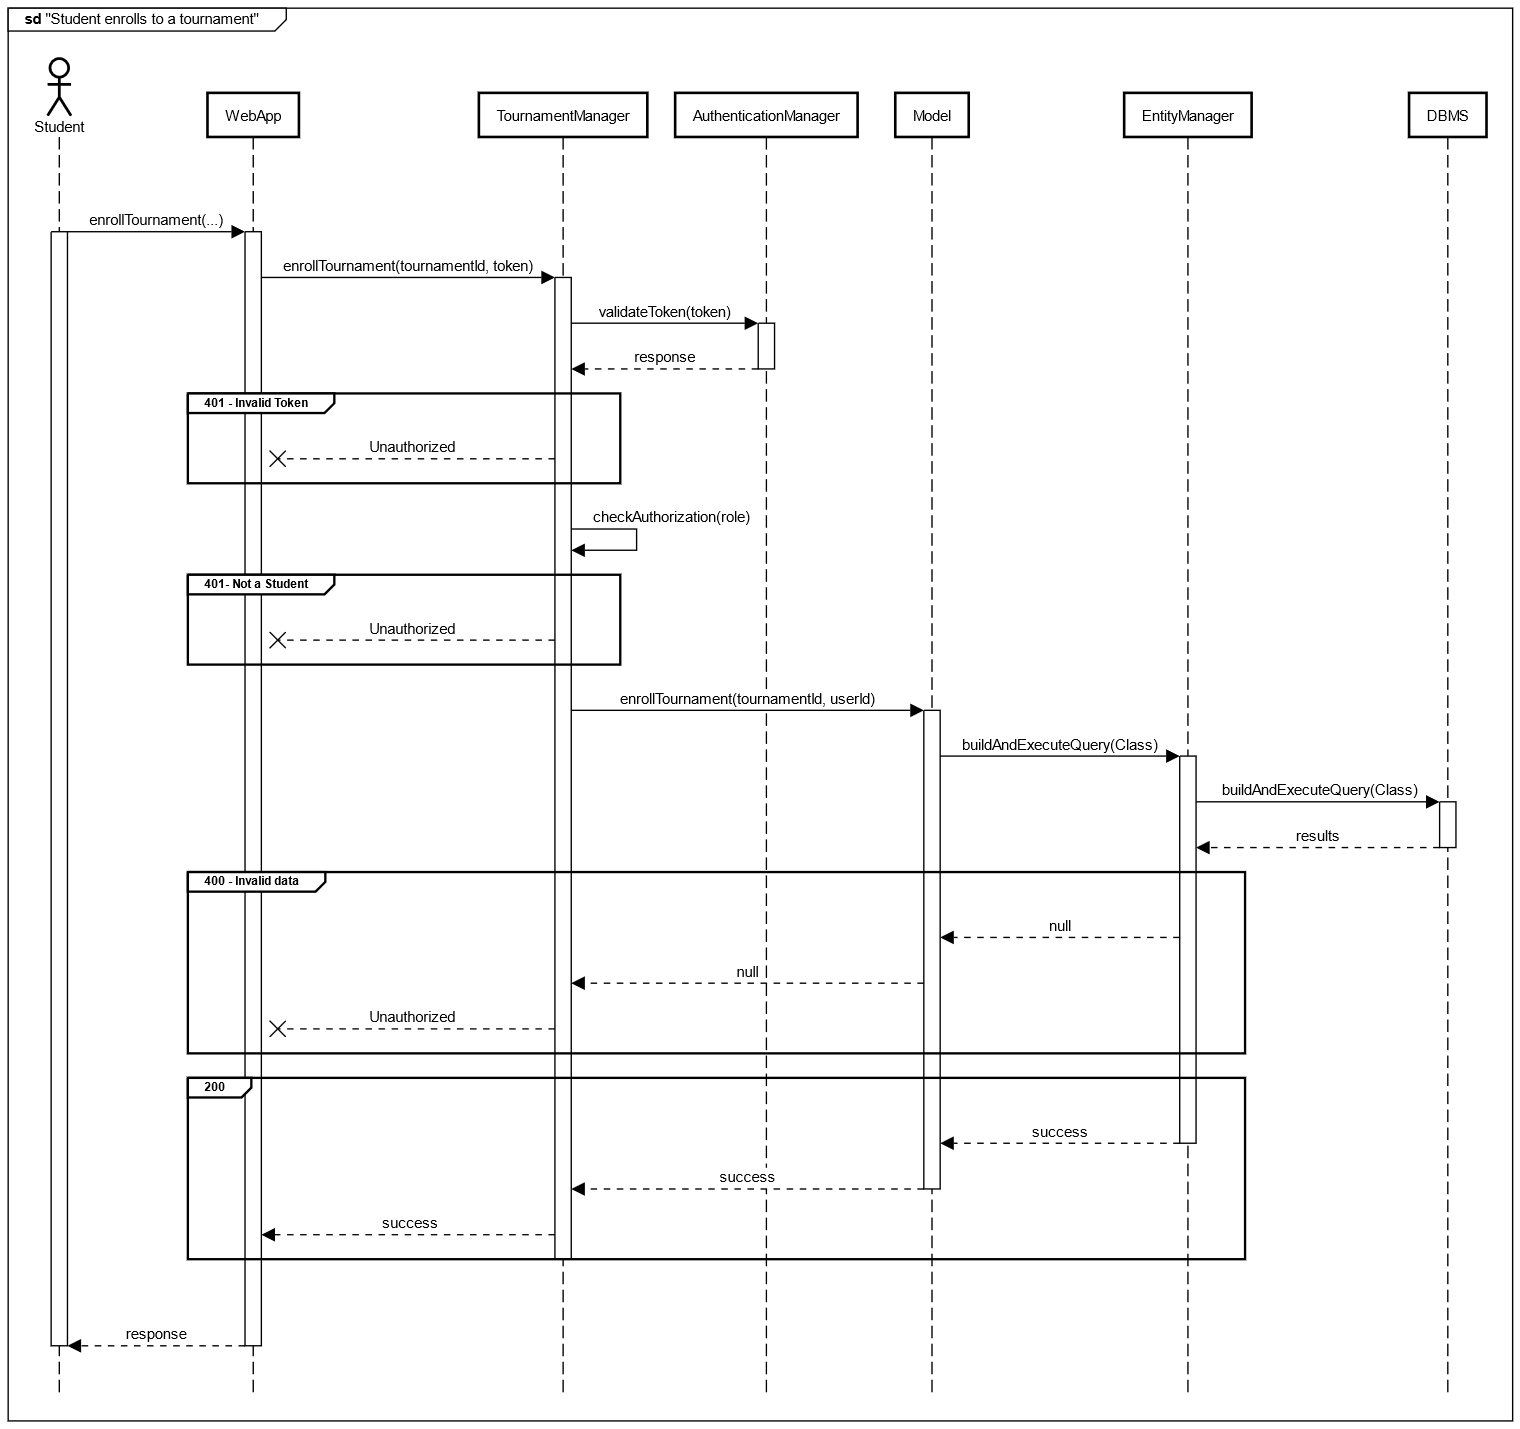 sd "Student enrolls to a tournament"
Student
WebApp
TournamentManager
AuthenticationManager
Model
EntityManager
DBMS
enrollTournament(...)
enrollTournament(tournamentId, token)
validateToken(token)
response
401 - Invalid Token
Unauthorized
checkAuthorization(role)
401- Not a Student
Unauthorized
enrollTournament(tournamentId, userId)
buildAndExecuteQuery(Class)
buildAndExecuteQuery(Class)
results
400 - Invalid data
null
null
Unauthorized
200
success
success
success
response